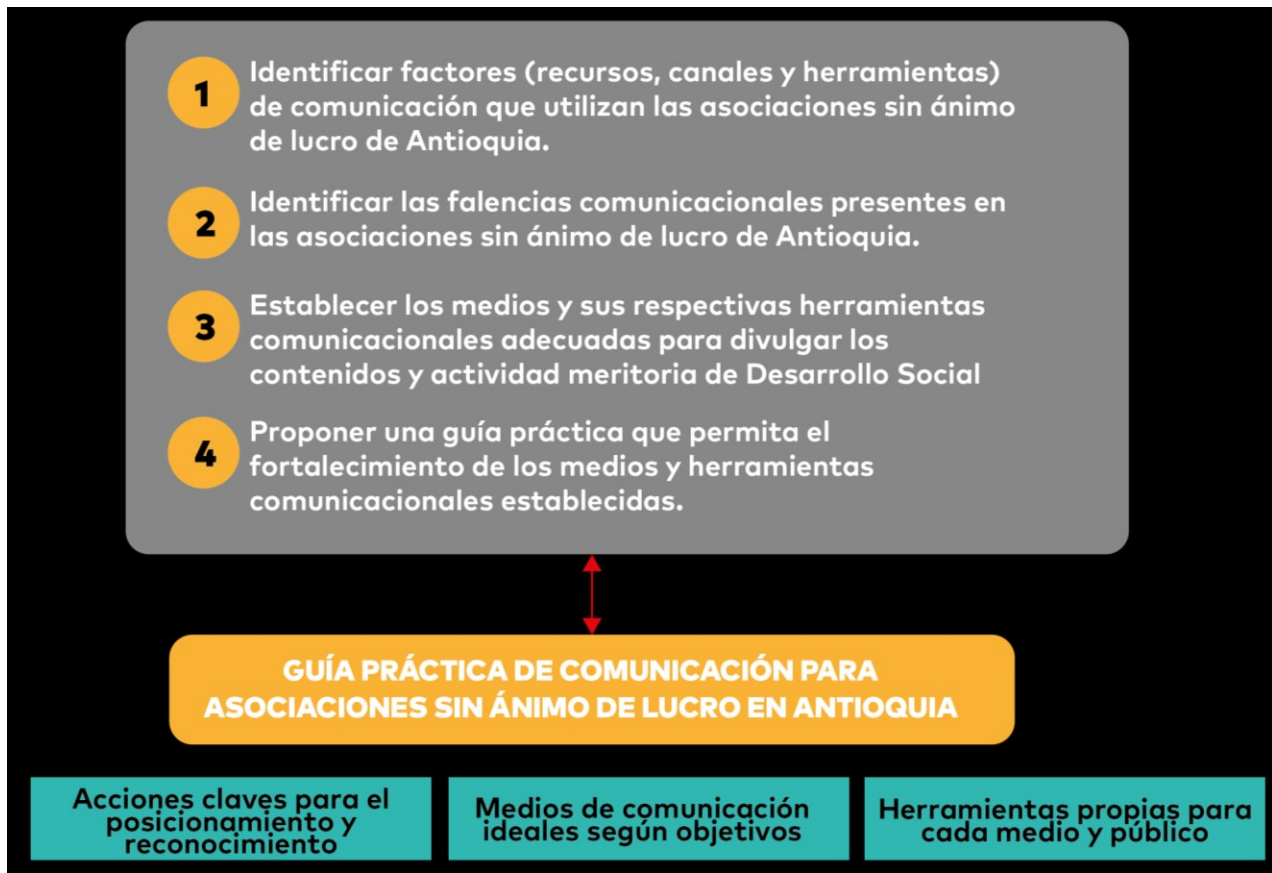 1
Identificar factores (recursos, canales y herramientas)
de comunicación que utilizan las asociaciones sin ánimo
de lucro de Antioquia.
2
Identificar las falencias comunicacionales presentes en
las asociaciones sin ánimo de lucro de Antioquia.
3
Establecer los medios y sus respectivas herramientas
comunicacionales adecuadas para divulgar los
contenidos y actividad meritoria de Desarrollo Social
4
Proponer una guía práctica que permita el
fortalecimiento de los medios y herramientas
comunicacionales establecidas.
GUÍA PRÁCTICA DE COMUNICACIÓN PARA
ASOCIACIONES SIN ÁNIMO DE LUCRO EN ANTIOQUIA
Acciones claves para el
posicionamiento y
reconocimiento
Medios de comunicación
ideales según objetivos
Herramientas propias para
cada medio y público